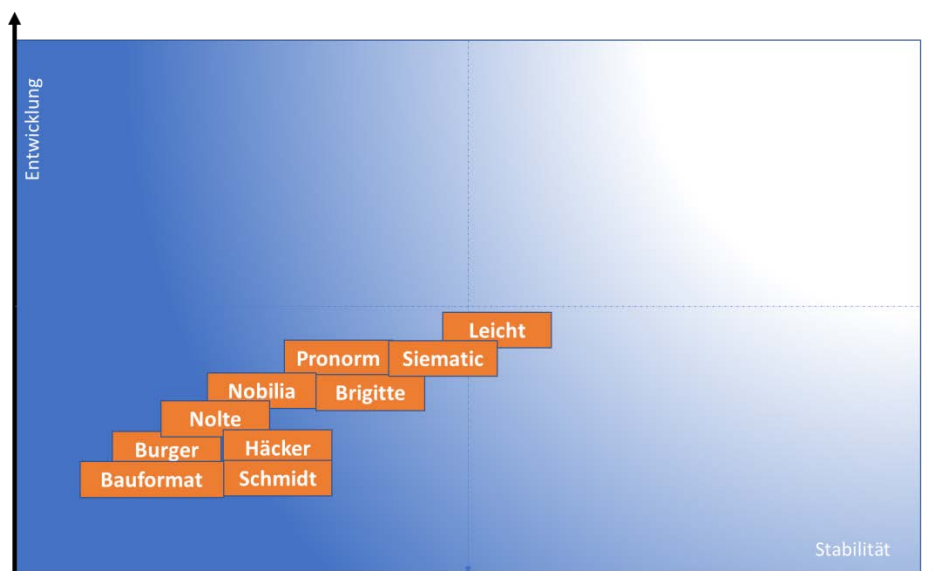 Entwicklung
Leicht
Pronorm
Siematic
Nobilia
Brigitte
Nolte
Burger
Häcker
Bauformat
Schmidt
Stabilität